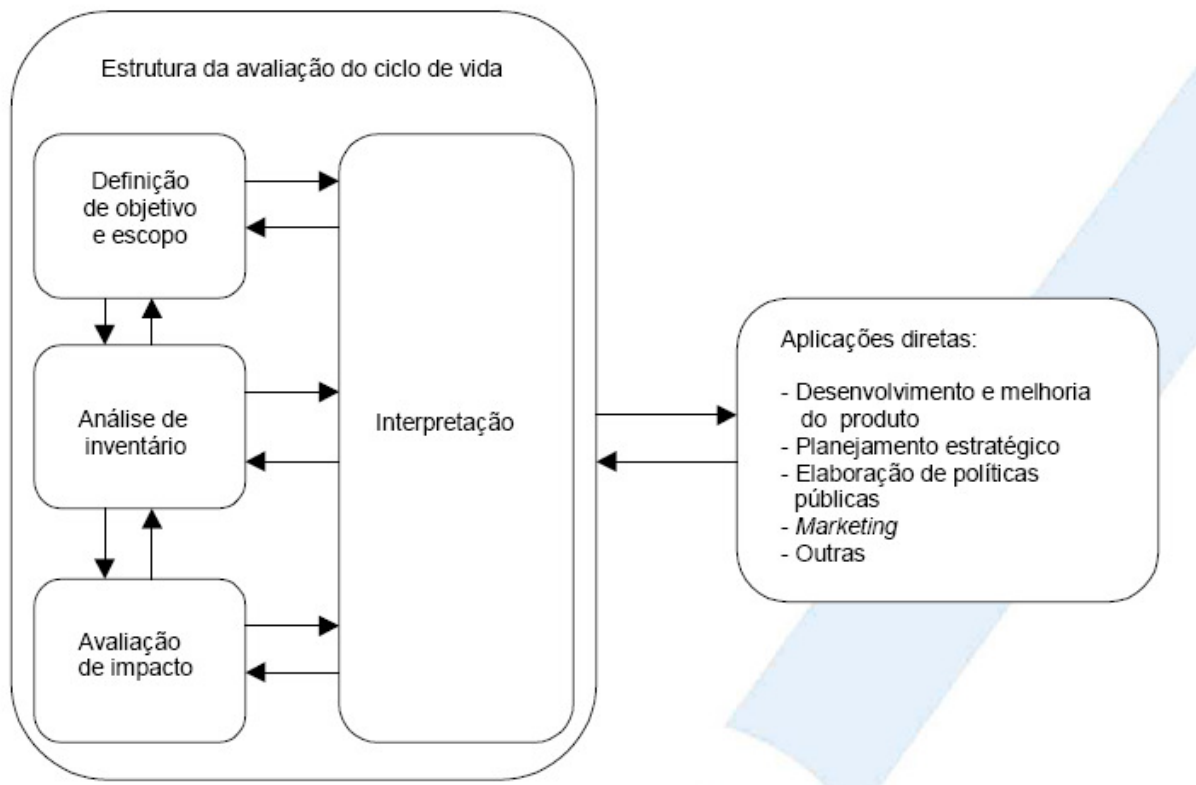 Estrutura da avaliação do ciclo de vida
Definição
de objetivo
e escopo
Análise de
inventário
Avaliação
de impacto
Interpretação
Aplicações diretas:
- Desenvolvimento e melhoria
do produto
- Planejamento estratégico
- Elaboração de políticas
públicas
- Marketing
- Outras